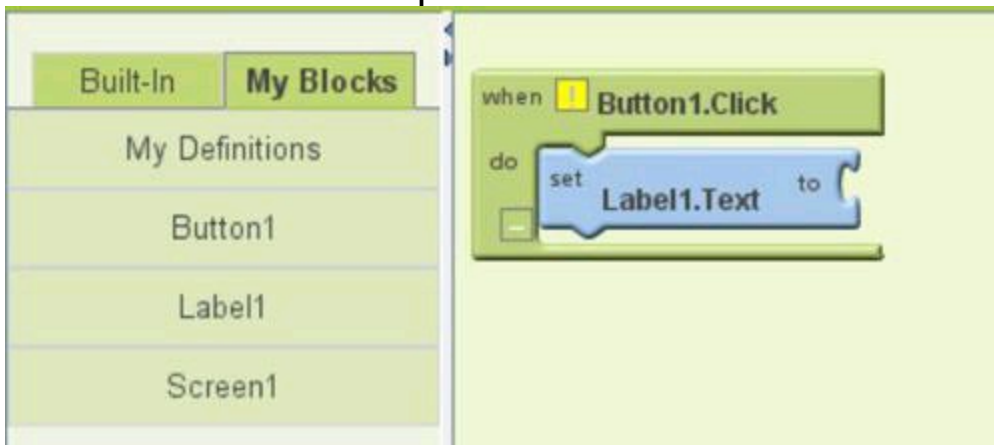 Built-In
My Blocks
My Definitions
Button1
Label1
Screen1
when ! Button1.Click
do
set Label1.Text to